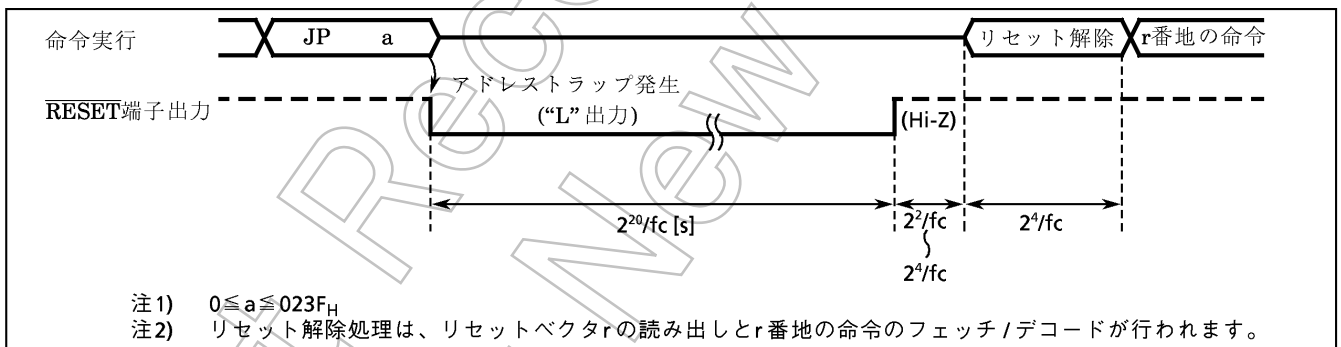 命令実行 JP a リセット解除 r番地の命令
アドレストラップ発生
RESET端子出力 (“L”出力) (Hi-Z)
2²⁰/fc [s] 2²/fc 2⁴/fc
2⁴/fc
注1) 0≦a≦023F_H
注2) リセット解除処理は、リセットベクタrの読み出しとr番地の命令のフェッチ/デコードが行われます。